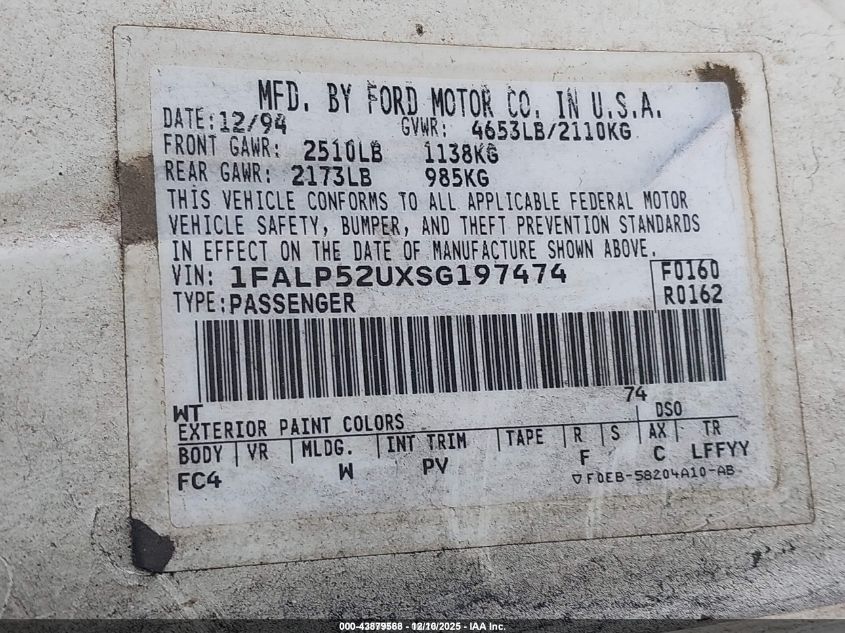 MFD. BY FORD MOTOR CO. IN U.S.A.
DATE: 12/94 GVWR: 4653LB/2110KG
FRONT GAWR: 2510LB 1138KG
REAR GAWR: 2173LB 985KG
THIS VEHICLE CONFORMS TO ALL APPLICABLE FEDERAL MOTOR
VEHICLE SAFETY, BUMPER, AND THEFT PREVENTION STANDARDS
IN EFFECT ON THE DATE OF MANUFACTURE SHOWN ABOVE.
VIN: 1FALP52UXSG197474 F0160
TYPE: PASSENGER R0162
74
WT
EXTERIOR PAINT COLORS DSO
BODY VR MLDG. INT TRIM TAPE R S AX TR
FC4 W PV F C LFFYY
▽ F0EB-58204A10-AB
000-43879568 - 12/16/2025 - IAA Inc.